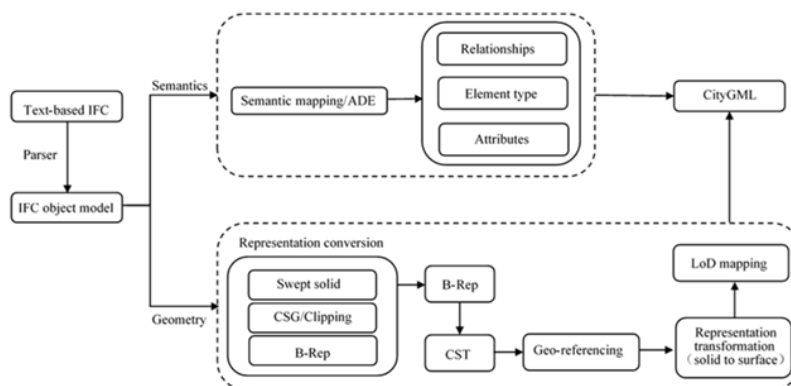 Text-based IFC
Parser
IFC object model
Semantics
Semantic mapping/ADE
Relationships
Element type
Attributes
CityGML
Geometry
Representation conversion
Swept solid
CSG/Clipping
B-Rep
B-Rep
CST
Geo-referencing
Representation
transformation
（solid to surface）
LoD mapping